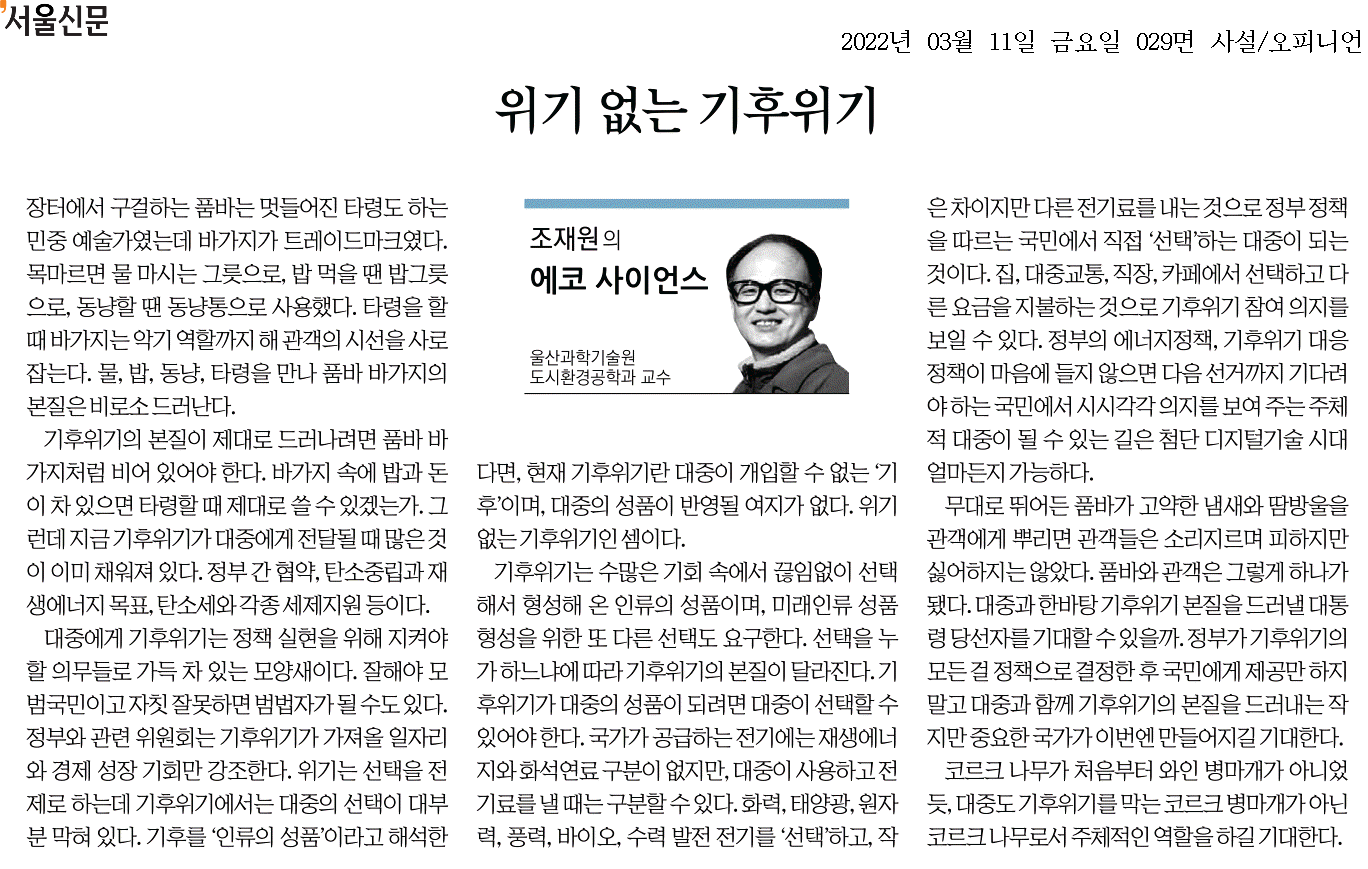 서울신문
2022년 03월 11일 금요일 029면 사설/오피니언
위기 없는 기후위기
장터에서 구걸하는 품바는 멋들어진 타령도 하는
민중 예술가였는데 바가지가 트레이드마크였다.
목마르면 물 마시는 그릇으로, 밥 먹을 땐 밥그릇
으로, 동냥할 땐 동냥통으로 사용했다. 타령을 할
때 바가지는 악기 역할까지 해 관객의 시선을 사로
잡는다. 물, 밥, 동냥, 타령을 만나 품바 바가지의
본질은 비로소 드러난다.
기후위기의 본질이 제대로 드러나려면 품바 바
가지처럼 비어 있어야 한다. 바가지 속에 밥과 돈
이 차 있으면 타령할 때 제대로 쓸 수 있겠는가. 그
런데 지금 기후위기가 대중에게 전달될 때 많은 것
이 이미 채워져 있다. 정부 간 협약, 탄소중립과 재
생에너지 목표, 탄소세와 각종 세제지원 등이다.
대중에게 기후위기는 정책 실현을 위해 지켜야
할 의무들로 가득 차 있는 모양새이다. 잘해야 모
범국민이고 자칫 잘못하면 범법자가 될 수도 있다.
정부와 관련 위원회는 기후위기가 가져올 일자리
와 경제 성장 기회만 강조한다. 위기는 선택을 전
제로 하는데 기후위기에서는 대중의 선택이 대부
분 막혀 있다. 기후를 ‘인류의 성품’이라고 해석한
조재원의
에코 사이언스
울산과학기술원
도시환경공학과 교수
다면, 현재 기후위기란 대중이 개입할 수 없는 ‘기
후’이며, 대중의 성품이 반영될 여지가 없다. 위기
없는 기후위기인 셈이다.
기후위기는 수많은 기회 속에서 끊임없이 선택
해서 형성해 온 인류의 성품이며, 미래인류 성품
형성을 위한 또 다른 선택도 요구한다. 선택을 누
가 하느냐에 따라 기후위기의 본질이 달라진다. 기
후위기가 대중의 성품이 되려면 대중이 선택할 수
있어야 한다. 국가가 공급하는 전기에는 재생에너
지와 화석연료 구분이 없지만, 대중이 사용하고 전
기료를 낼 때는 구분할 수 있다. 화력, 태양광, 원자
력, 풍력, 바이오, 수력 발전 전기를 ‘선택’하고, 작
은 차이지만 다른 전기료를 내는 것으로 정부 정책
을 따르는 국민에서 직접 ‘선택’하는 대중이 되는
것이다. 집, 대중교통, 직장, 카페에서 선택하고 다
른 요금을 지불하는 것으로 기후위기 참여 의지를
보일 수 있다. 정부의 에너지정책, 기후위기 대응
정책이 마음에 들지 않으면 다음 선거까지 기다려
야 하는 국민에서 시시각각 의지를 보여 주는 주체
적 대중이 될 수 있는 길은 첨단 디지털기술 시대
얼마든지 가능하다.
무대로 뛰어든 품바가 고약한 냄새와 땀방울을
관객에게 뿌리면 관객들은 소리지르며 피하지만
싫어하지는 않았다. 품바와 관객은 그렇게 하나가
됐다. 대중과 한바탕 기후위기 본질을 드러낼 대통
령 당선자를 기대할 수 있을까. 정부가 기후위기의
모든 걸 정책으로 결정한 후 국민에게 제공만 하지
말고 대중과 함께 기후위기의 본질을 드러내는 작
지만 중요한 국가가 이번엔 만들어지길 기대한다.
코르크 나무가 처음부터 와인 병마개가 아니었
듯, 대중도 기후위기를 막는 코르크 병마개가 아닌
코르크 나무로서 주체적인 역할을 하길 기대한다.